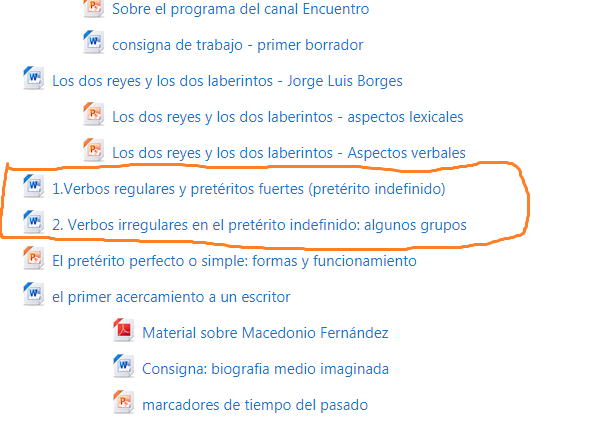 Sobre el programa del canal Encuentro
consigna de trabajo - primer borrador
Los dos reyes y los dos laberintos - Jorge Luis Borges
Los dos reyes y los dos laberintos - aspectos lexicales
Los dos reyes y los dos laberintos - Aspectos verbales
1.Verbos regulares y pretéritos fuertes (pretérito indefinido)
2. Verbos irregulares en el pretérito indefinido: algunos grupos
El pretérito perfecto o simple: formas y funcionamiento
el primer acercamiento a un escritor
Material sobre Macedonio Fernández
Consigna: biografia medio imaginada
marcadores de tiempo del pasado